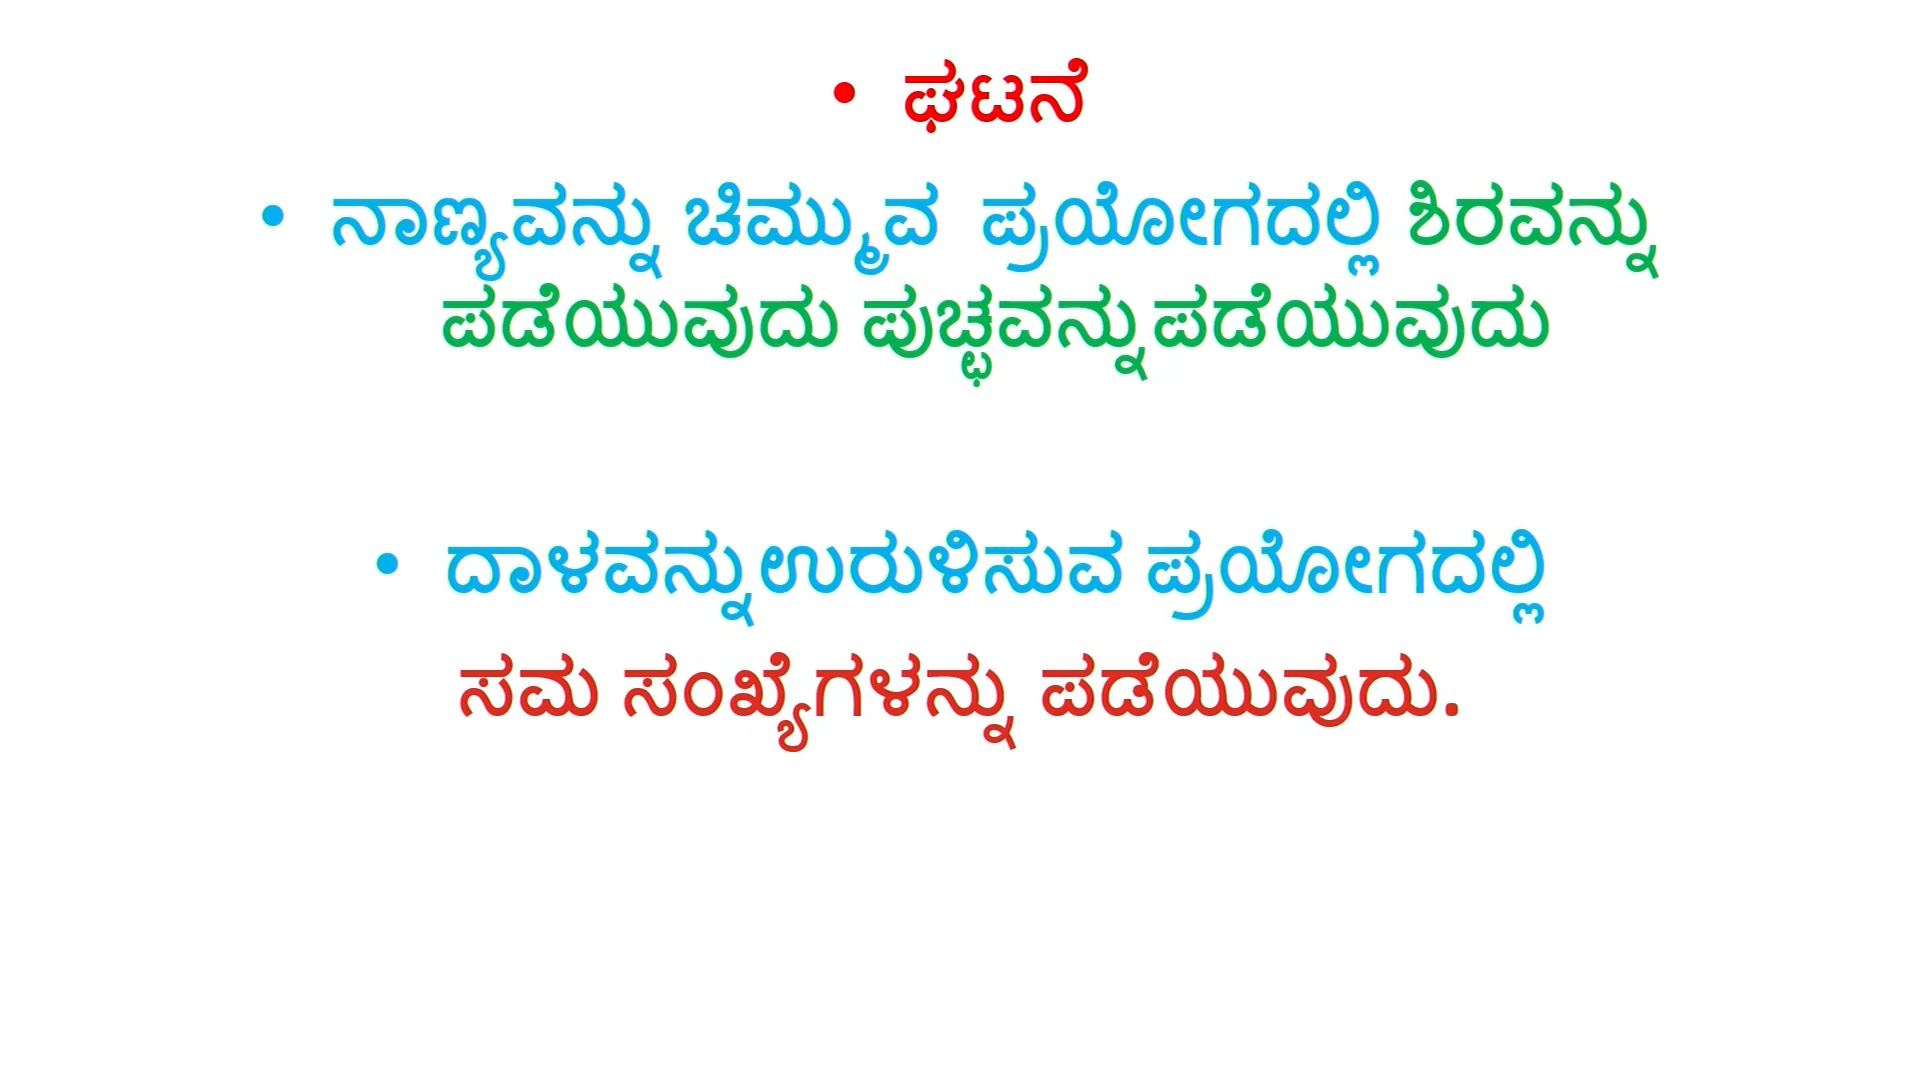 • ಘಟನೆ
• ನಾಣ್ಯವನ್ನು ಚಿಮ್ಮುವ ಪ್ರಯೋಗದಲ್ಲಿ ಶಿರವನ್ನು
ಪಡೆಯುವುದು ಪುಚ್ಛವನ್ನು ಪಡೆಯುವುದು
• ದಾಳವನ್ನು ಉರುಳಿಸುವ ಪ್ರಯೋಗದಲ್ಲಿ
ಸಮ ಸಂಖ್ಯೆಗಳನ್ನು ಪಡೆಯುವುದು.